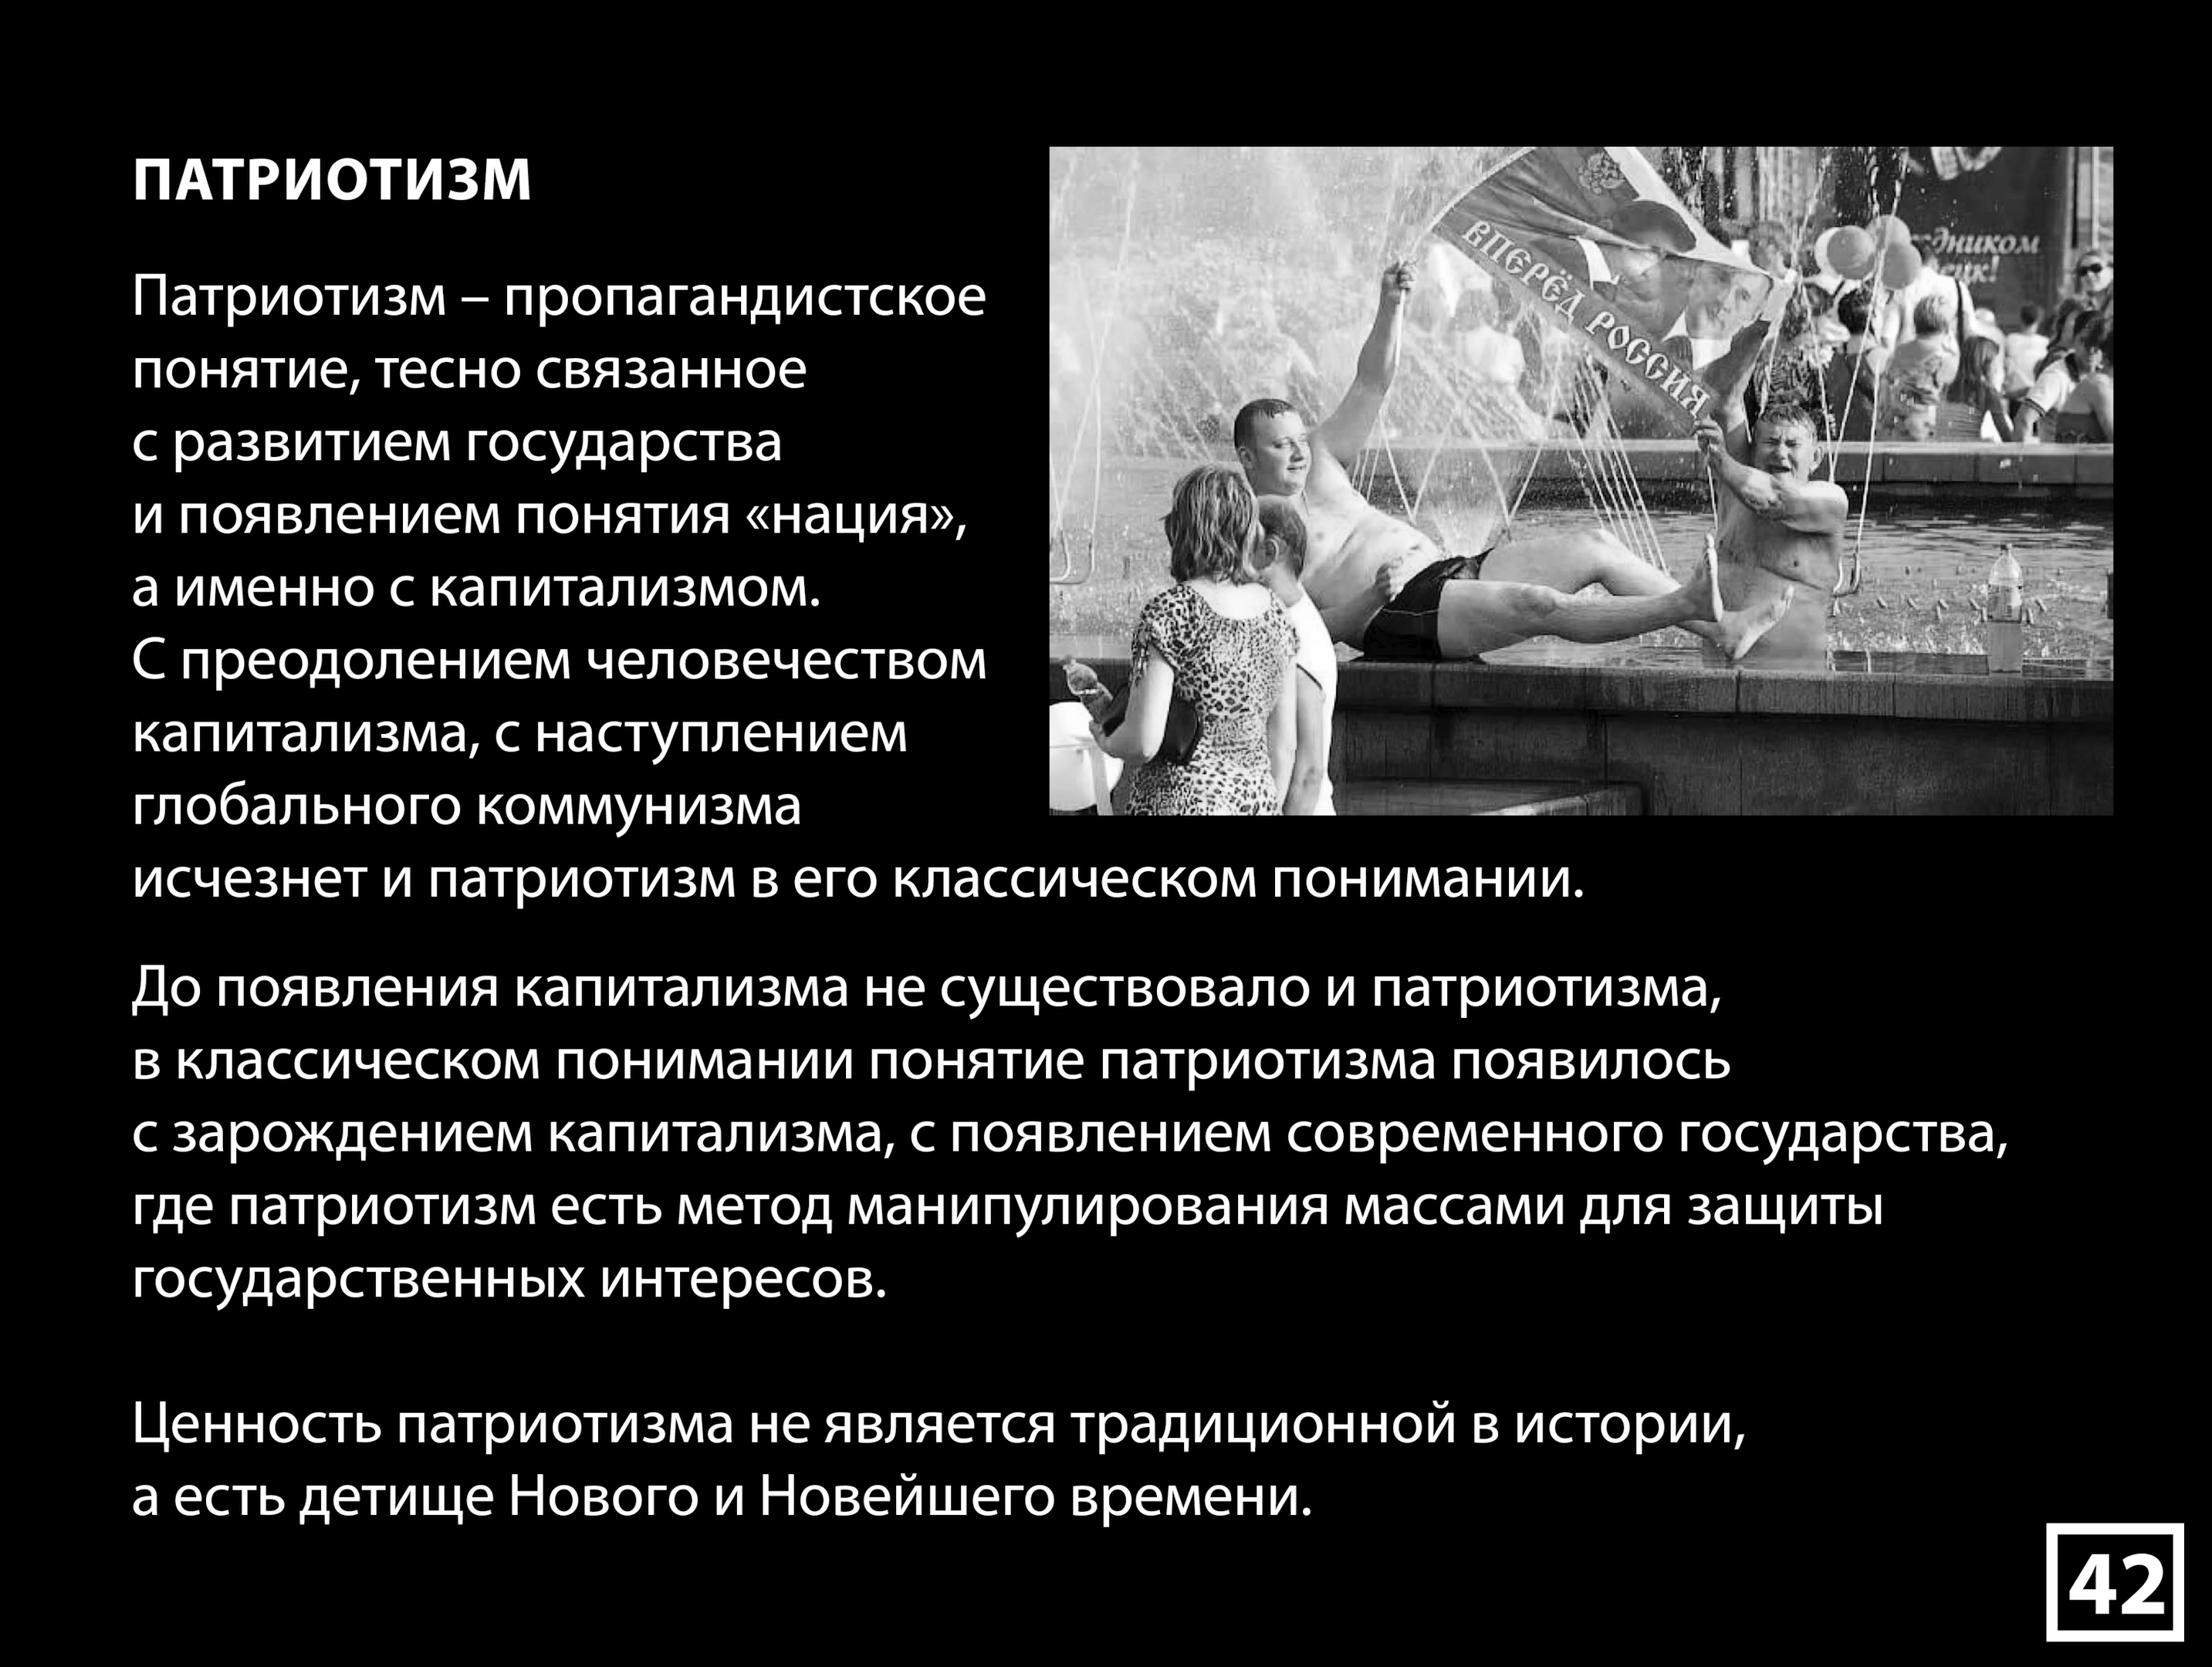 ПАТРИОТИЗМ
Патриотизм – пропагандистское
понятие, тесно связанное
с развитием государства
и появлением понятия «нация»,
а именно с капитализмом.
С преодолением человечеством
капитализма, с наступлением
глобального коммунизма
исчезнет и патриотизм в его классическом понимании.
ВПЕРЁД РОССИЯ
До появления капитализма не существовало и патриотизма,
в классическом понимании понятие патриотизма появилось
с зарождением капитализма, с появлением современного государства,
где патриотизм есть метод манипулирования массами для защиты
государственных интересов.
Ценность патриотизма не является традиционной в истории,
а есть детище Нового и Новейшего времени.
42